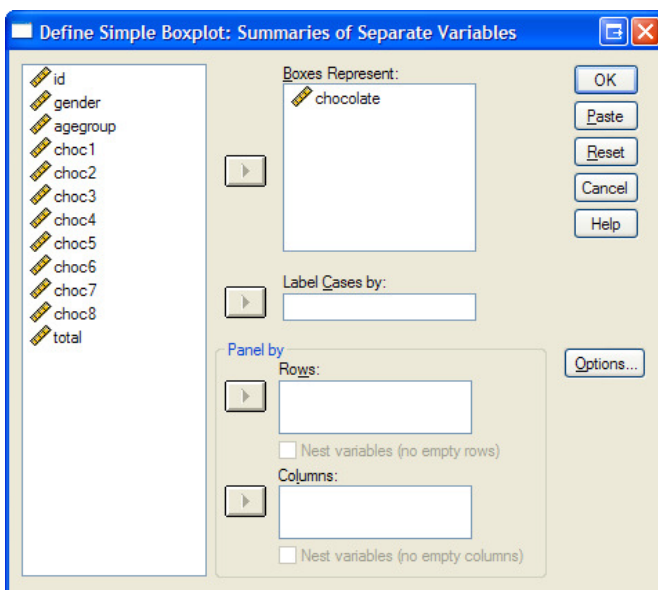 Define Simple Boxplot: Summaries of Separate Variables
id
gender
agegroup
choc1
choc2
choc3
choc4
choc5
choc6
choc7
choc8
total
Boxes Represent:
chocolate
Label Cases by:
Panel by
Rows:
Nest variables (no empty rows)
Columns:
Nest variables (no empty columns)
OK
Paste
Reset
Cancel
Help
Options...